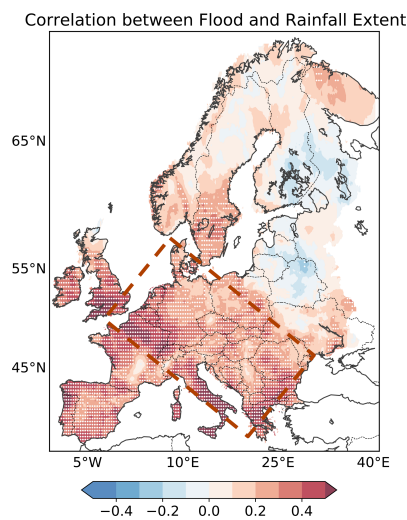 Correlation between Flood and Rainfall Extent
65°N
55°N
45°N
5°W 10°E 25°E 40°E
−0.4 −0.2 0.0 0.2 0.4